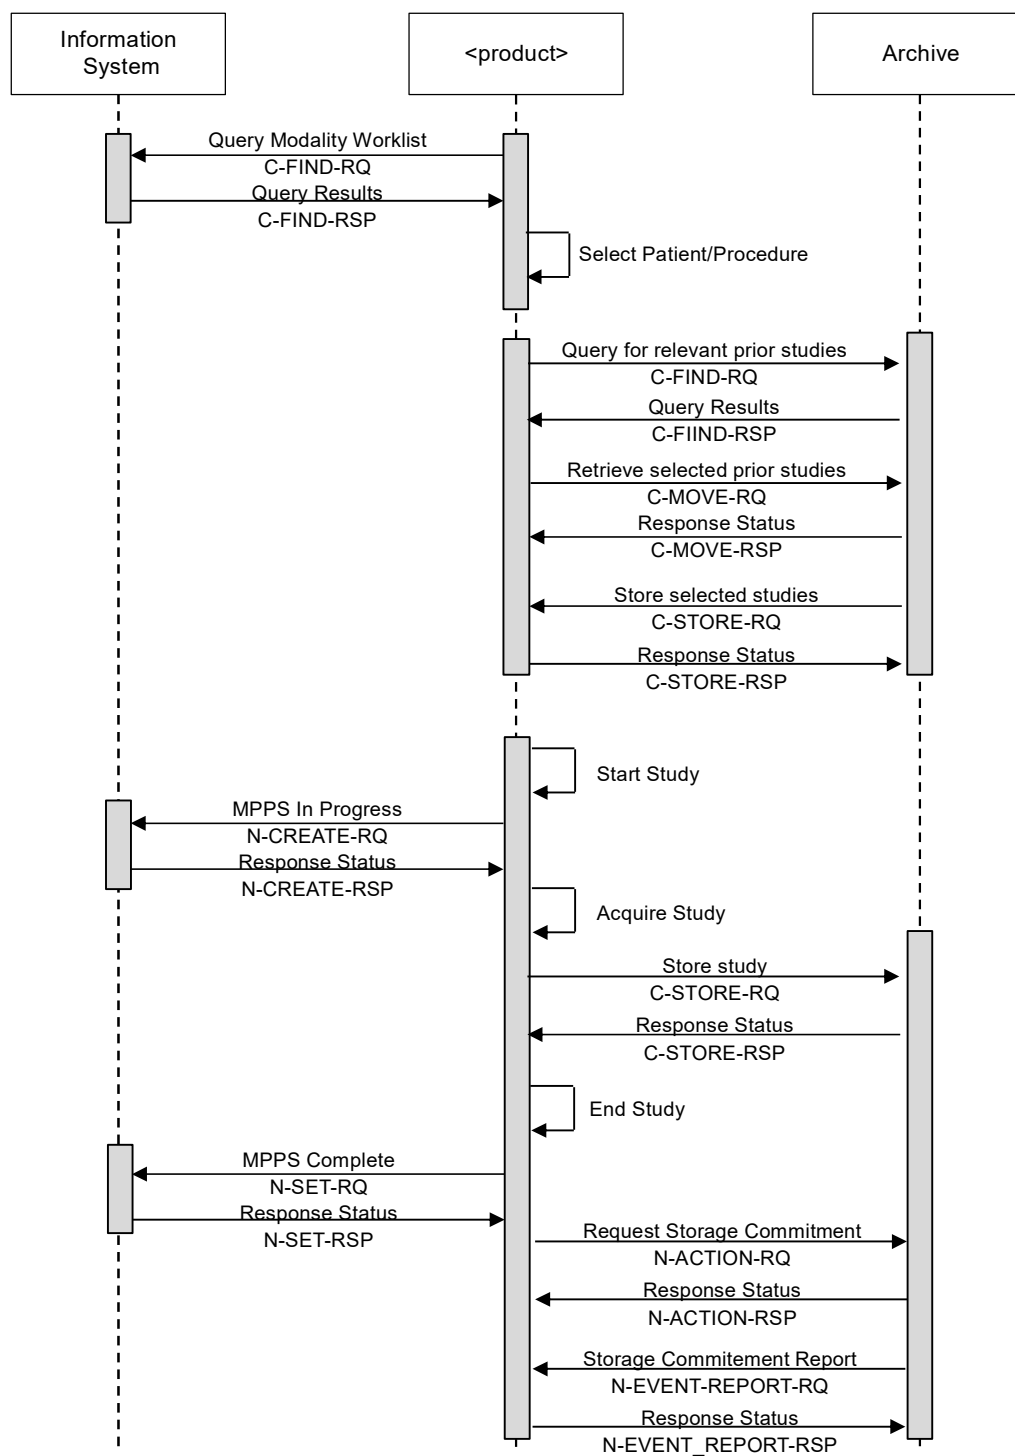 Information
System
<product>
Archive
Query Modality Worklist
C-FIND-RQ
Query Results
C-FIND-RSP
Select Patient/Procedure
Query for relevant prior studies
C-FIND-RQ
Query Results
C-FIIND-RSP
Retrieve selected prior studies
C-MOVE-RQ
Response Status
C-MOVE-RSP
Store selected studies
C-STORE-RQ
Response Status
C-STORE-RSP
Start Study
MPPS In Progress
N-CREATE-RQ
Response Status
N-CREATE-RSP
Acquire Study
Store study
C-STORE-RQ
Response Status
C-STORE-RSP
End Study
MPPS Complete
N-SET-RQ
Response Status
N-SET-RSP
Request Storage Commitment
N-ACTION-RQ
Response Status
N-ACTION-RSP
Storage Commitement Report
N-EVENT-REPORT-RQ
Response Status
N-EVENT_REPORT-RSP